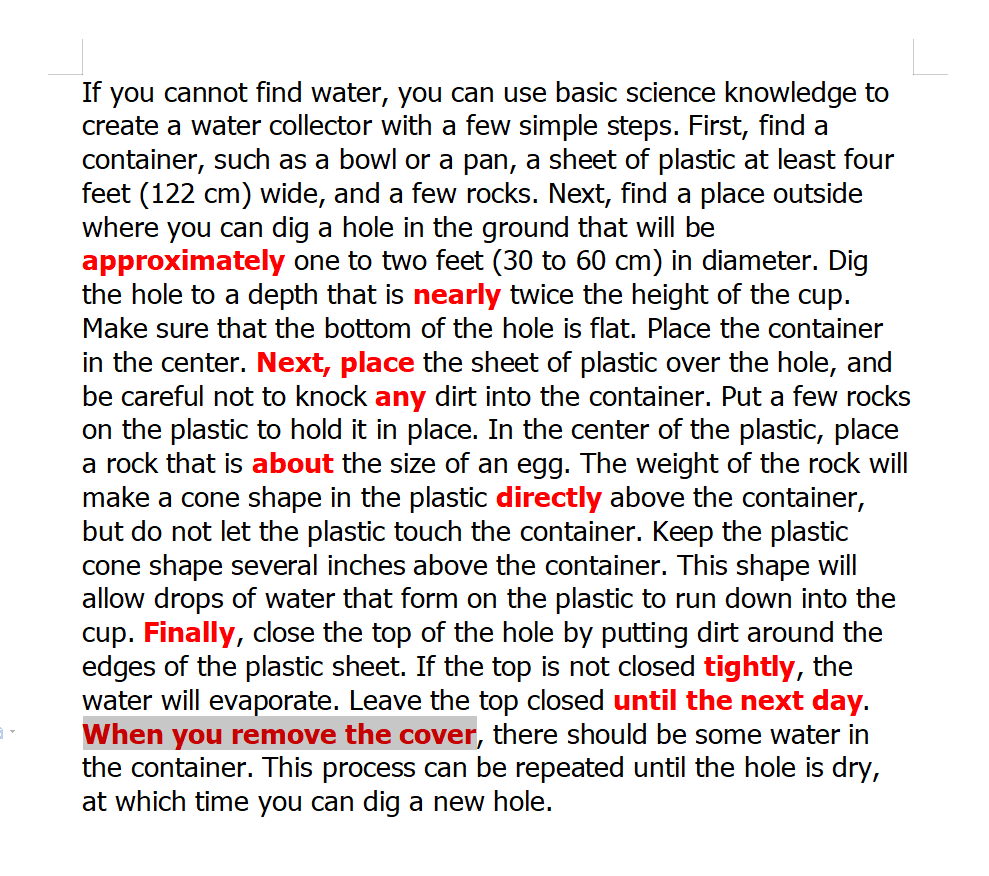 If you cannot find water, you can use basic science knowledge to
create a water collector with a few simple steps. First, find a
container, such as a bowl or a pan, a sheet of plastic at least four
feet (122 cm) wide, and a few rocks. Next, find a place outside
where you can dig a hole in the ground that will be
approximately one to two feet (30 to 60 cm) in diameter. Dig
the hole to a depth that is nearly twice the height of the cup.
Make sure that the bottom of the hole is flat. Place the container
in the center. Next, place the sheet of plastic over the hole, and
be careful not to knock any dirt into the container. Put a few rocks
on the plastic to hold it in place. In the center of the plastic, place
a rock that is about the size of an egg. The weight of the rock will
make a cone shape in the plastic directly above the container,
but do not let the plastic touch the container. Keep the plastic
cone shape several inches above the container. This shape will
allow drops of water that form on the plastic to run down into the
cup. Finally, close the top of the hole by putting dirt around the
edges of the plastic sheet. If the top is not closed tightly, the
water will evaporate. Leave the top closed until the next day.
When you remove the cover, there should be some water in
the container. This process can be repeated until the hole is dry,
at which time you can dig a new hole.